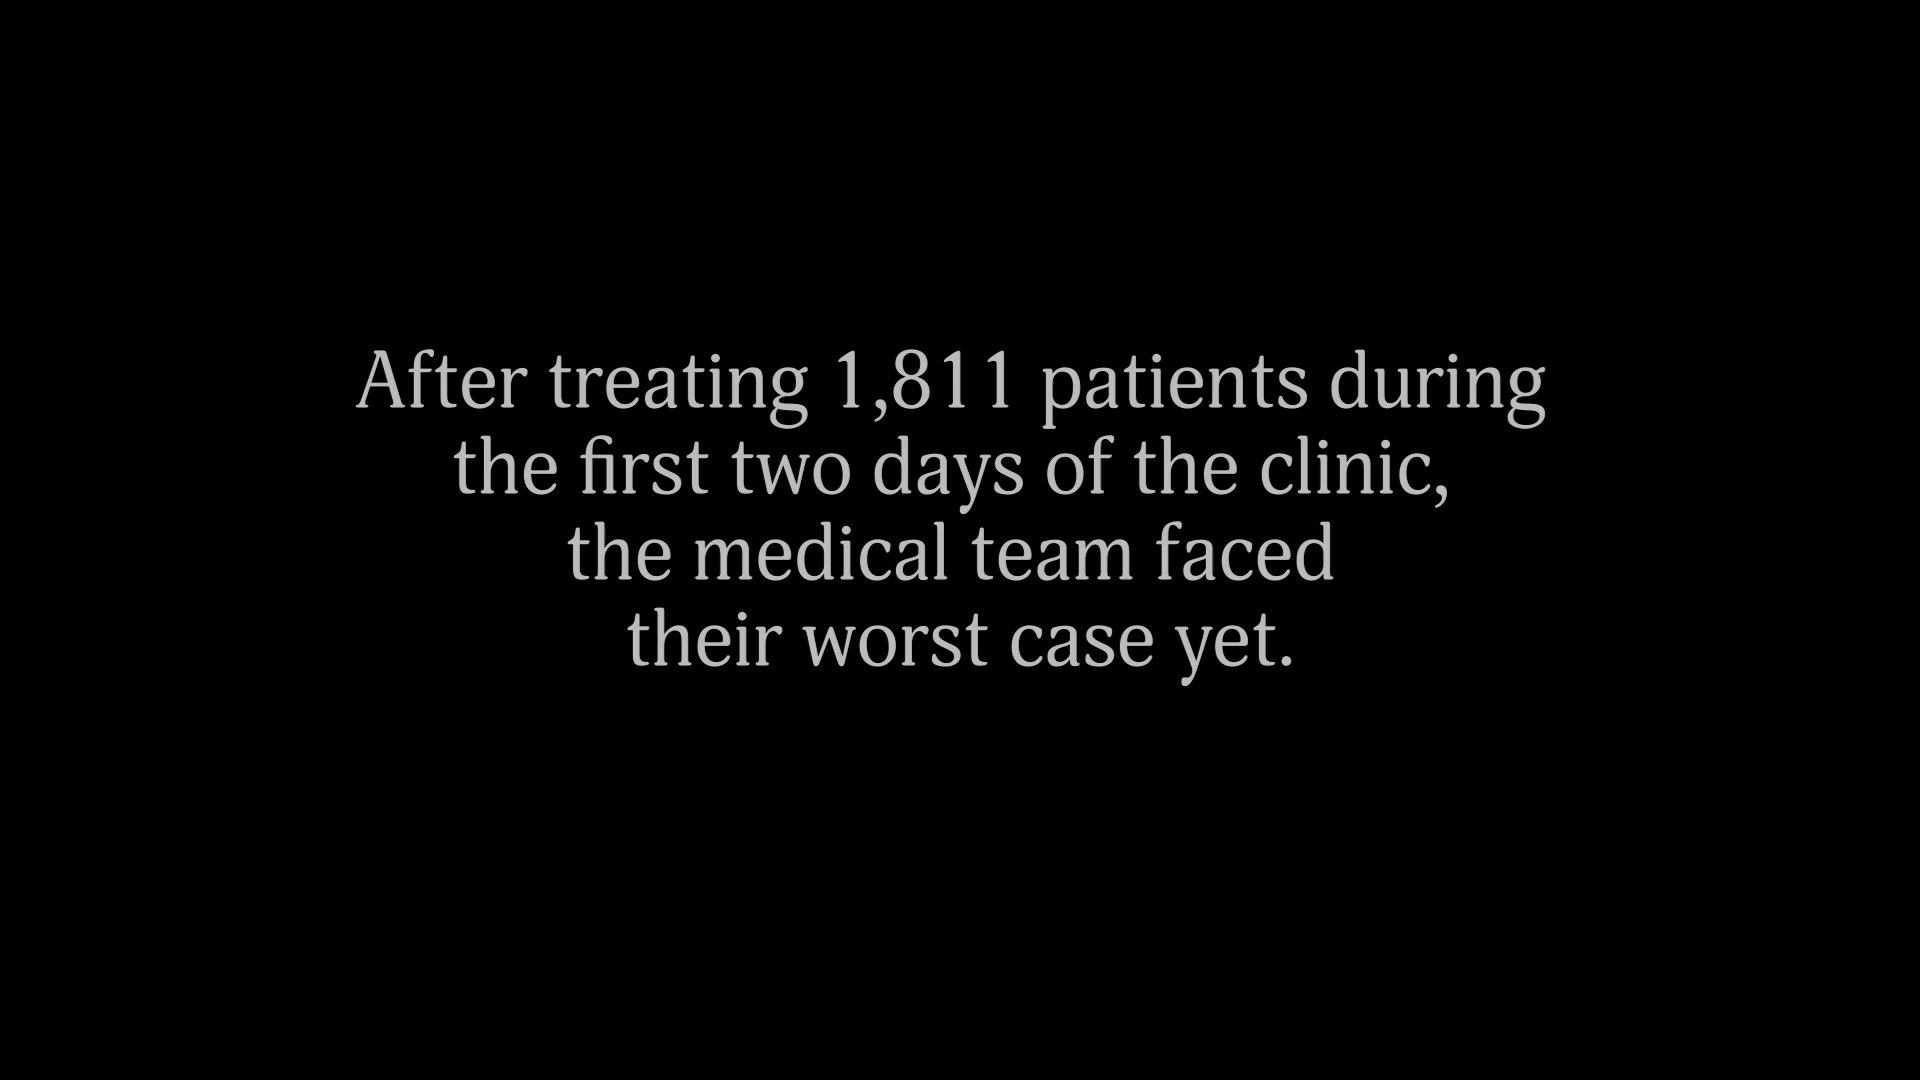 After treating 1,811 patients during
the first two days of the clinic,
the medical team faced
their worst case yet.